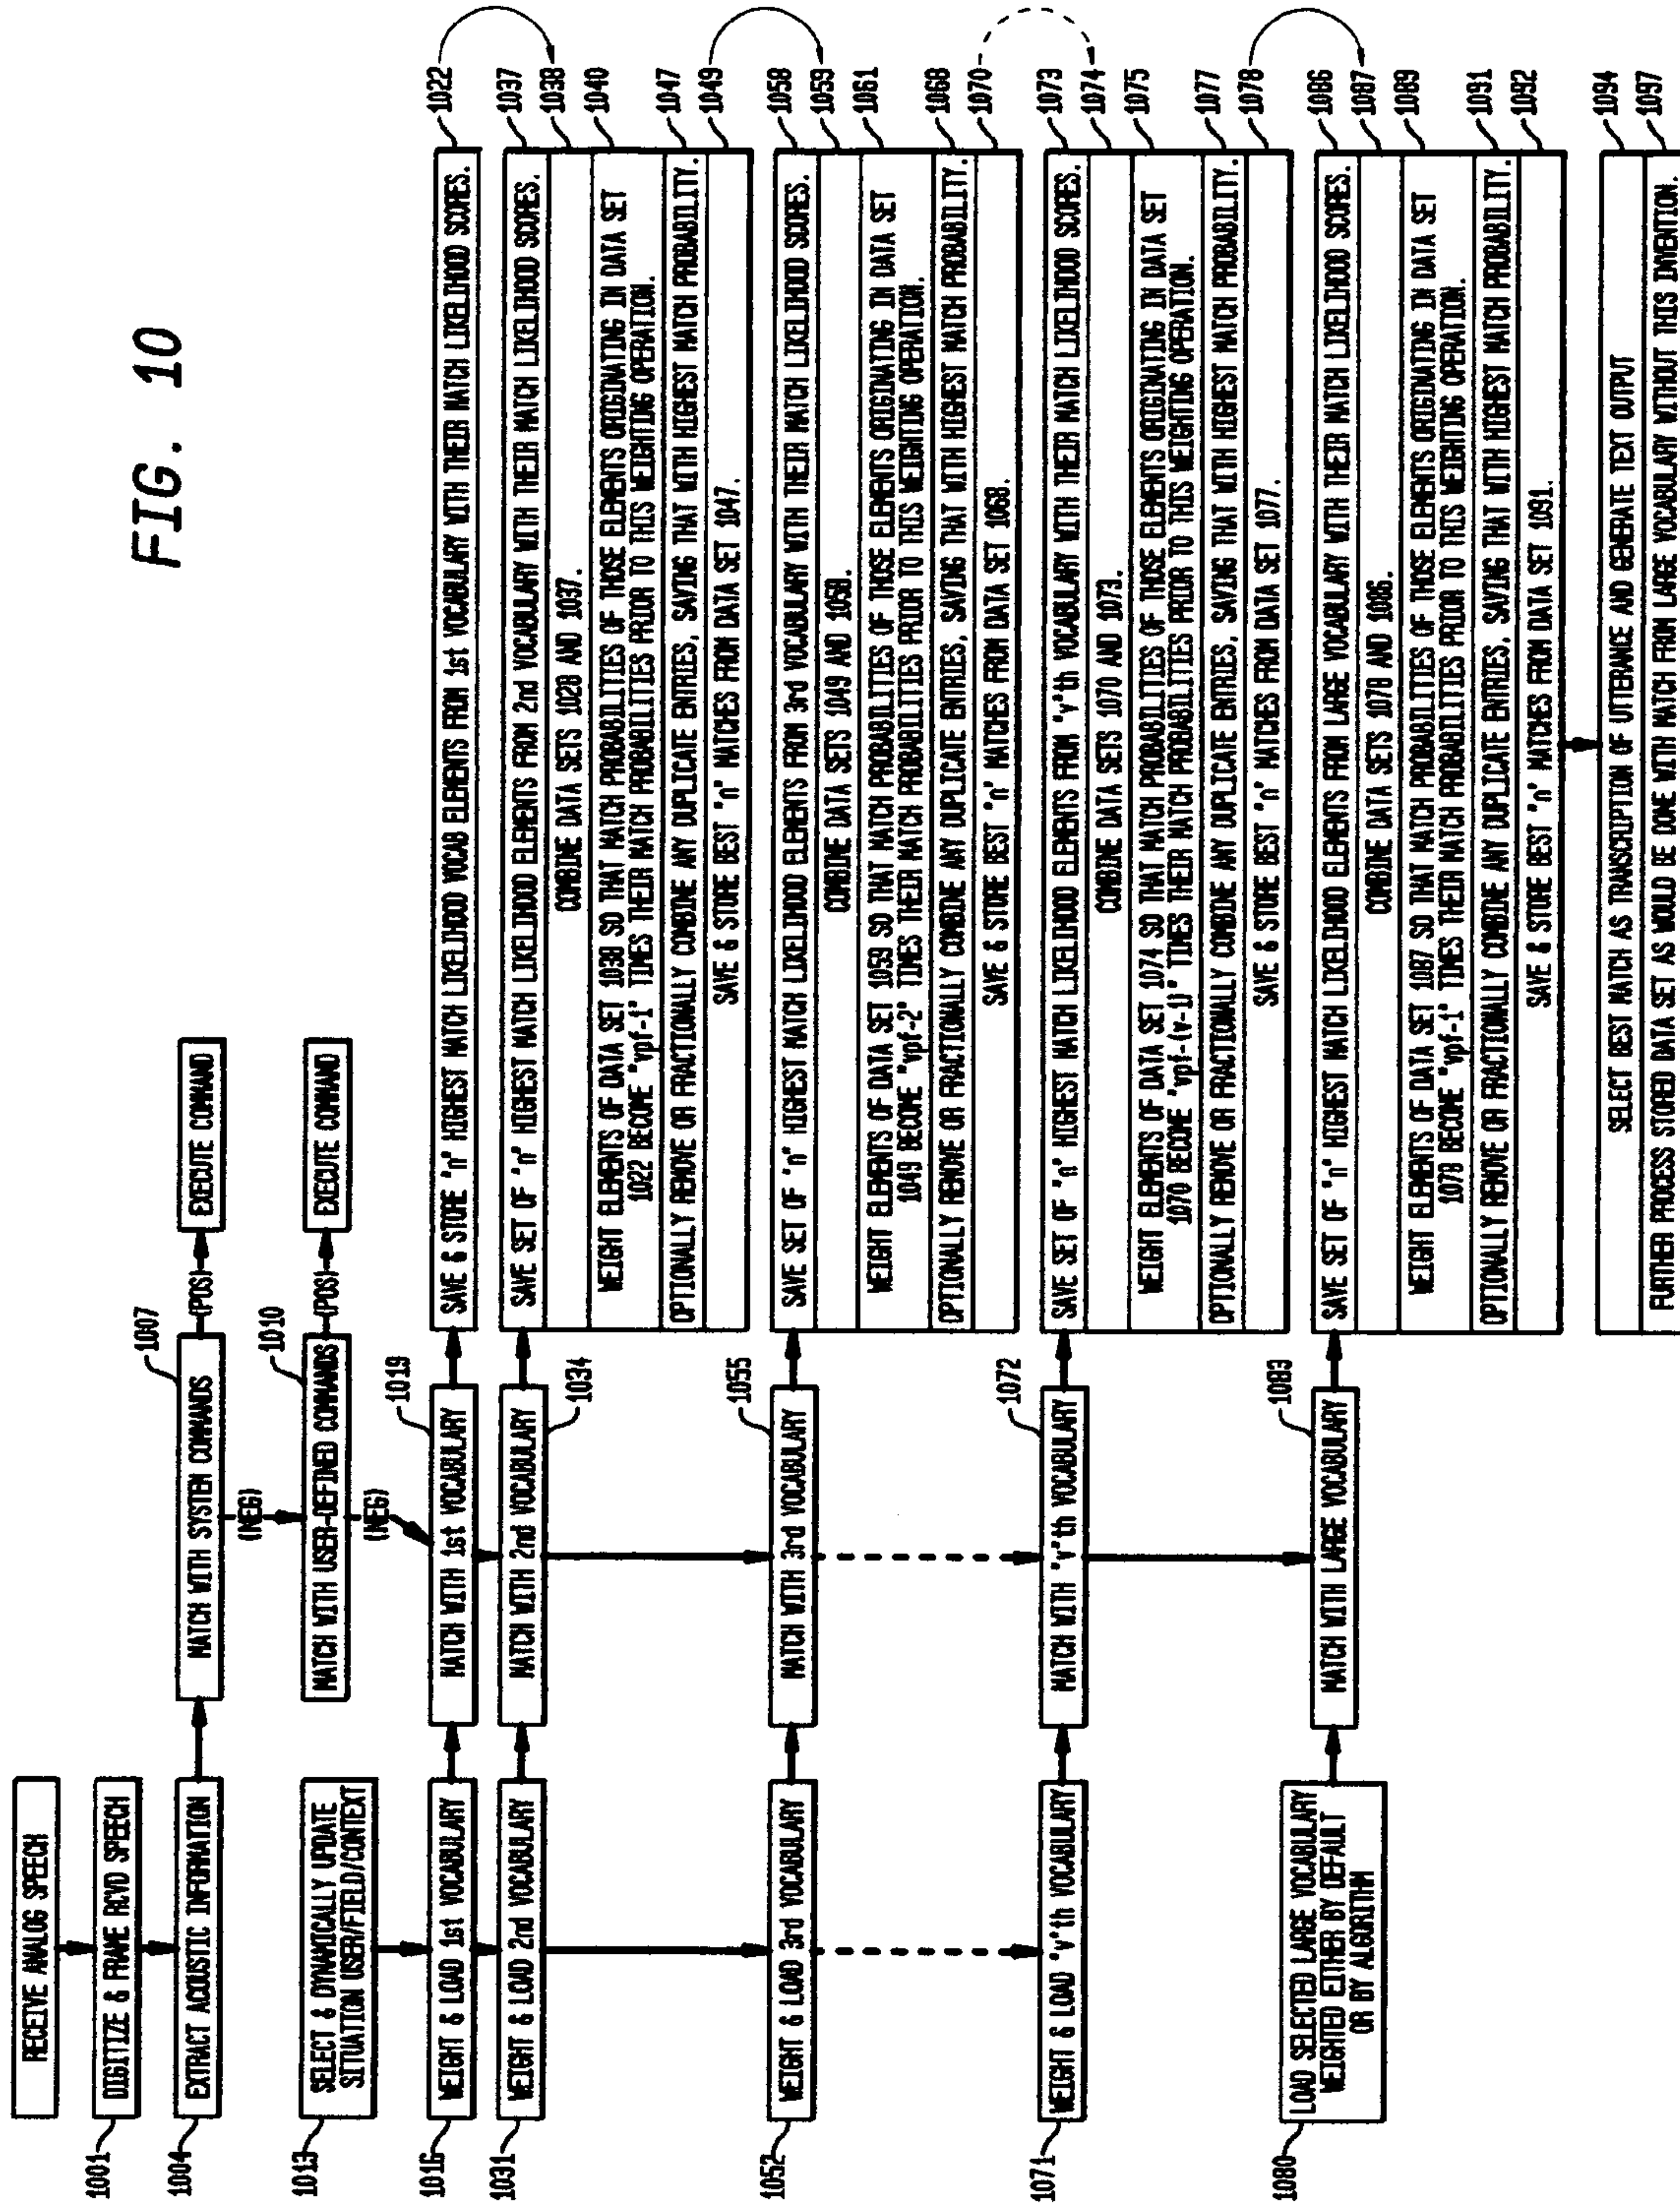 FIG. 10
RECEIVE ANALOG SPEECH
1001
DIGITIZE & FRAME RCVD SPEECH
1004
EXTRACT ACOUSTIC INFORMATION
1007
MATCH WITH SYSTEM COMMANDS
(POS)
EXECUTE COMMAND
(NEG)
1010
MATCH WITH USER-DEFINED COMMANDS
(POS)
EXECUTE COMMAND
(NEG)
1013
SELECT & DYNAMICALLY UPDATE
SITUATION USER/FIELD/CONTEXT
1016
WEIGHT & LOAD 1st VOCABULARY
1019
MATCH WITH 1st VOCABULARY
SAVE & STORE "n" HIGHEST MATCH LIKELIHOOD VOCAB ELEMENTS FROM 1st VOCABULARY WITH THEIR MATCH LIKELIHOOD SCORES.
1022
1031
WEIGHT & LOAD 2nd VOCABULARY
MATCH WITH 2nd VOCABULARY
1034
SAVE SET OF "n" HIGHEST MATCH LIKELIHOOD ELEMENTS FROM 2nd VOCABULARY WITH THEIR MATCH LIKELIHOOD SCORES.
1037
COMBINE DATA SETS 1028 AND 1037.
1038
WEIGHT ELEMENTS OF DATA SET 1038 SO THAT MATCH PROBABILITIES OF THOSE ELEMENTS ORIGINATING IN DATA SET
1022 BECOME "vpf-1" TIMES THEIR MATCH PROBABILITIES PRIOR TO THIS WEIGHTING OPERATION.
1040
OPTIONALLY REMOVE OR FRACTIONALLY COMBINE ANY DUPLICATE ENTRIES, SAVING THAT WITH HIGHEST MATCH PROBABILITY.
1047
SAVE & STORE BEST "n" MATCHES FROM DATA SET 1047.
1049
1052
WEIGHT & LOAD 3rd VOCABULARY
1055
MATCH WITH 3rd VOCABULARY
SAVE SET OF "n" HIGHEST MATCH LIKELIHOOD ELEMENTS FROM 3rd VOCABULARY WITH THEIR MATCH LIKELIHOOD SCORES.
1058
COMBINE DATA SETS 1049 AND 1058.
1059
WEIGHT ELEMENTS OF DATA SET 1059 SO THAT MATCH PROBABILITIES OF THOSE ELEMENTS ORIGINATING IN DATA SET
1049 BECOME "vpf-2" TIMES THEIR MATCH PROBABILITIES PRIOR TO THIS WEIGHTING OPERATION.
1061
OPTIONALLY REMOVE OR FRACTIONALLY COMBINE ANY DUPLICATE ENTRIES, SAVING THAT WITH HIGHEST MATCH PROBABILITY.
1068
SAVE & STORE BEST "n" MATCHES FROM DATA SET 1068.
1070
1071
WEIGHT & LOAD "v"th VOCABULARY
1072
MATCH WITH "v"th VOCABULARY
SAVE SET OF "n" HIGHEST MATCH LIKELIHOOD ELEMENTS FROM "v"th VOCABULARY WITH THEIR MATCH LIKELIHOOD SCORES.
1073
COMBINE DATA SETS 1070 AND 1073.
1074
WEIGHT ELEMENTS OF DATA SET 1074 SO THAT MATCH PROBABILITIES OF THOSE ELEMENTS ORIGINATING IN DATA SET
1070 BECOME "vpf-(v-1)" TIMES THEIR MATCH PROBABILITIES PRIOR TO THIS WEIGHTING OPERATION.
1075
OPTIONALLY REMOVE OR FRACTIONALLY COMBINE ANY DUPLICATE ENTRIES, SAVING THAT WITH HIGHEST MATCH PROBABILITY.
1077
SAVE & STORE BEST "n" MATCHES FROM DATA SET 1077.
1078
1080
LOAD SELECTED LARGE VOCABULARY
WEIGHTED EITHER BY DEFAULT
OR BY ALGORITHM
1083
MATCH WITH LARGE VOCABULARY
SAVE SET OF "n" HIGHEST MATCH LIKELIHOOD ELEMENTS FROM LARGE VOCABULARY WITH THEIR MATCH LIKELIHOOD SCORES.
1086
COMBINE DATA SETS 1078 AND 1086.
1087
WEIGHT ELEMENTS OF DATA SET 1087 SO THAT MATCH PROBABILITIES OF THOSE ELEMENTS ORIGINATING IN DATA SET
1078 BECOME "vpf-1" TIMES THEIR MATCH PROBABILITIES PRIOR TO THIS WEIGHTING OPERATION.
1089
OPTIONALLY REMOVE OR FRACTIONALLY COMBINE ANY DUPLICATE ENTRIES, SAVING THAT WITH HIGHEST MATCH PROBABILITY.
1091
SAVE & STORE BEST "n" MATCHES FROM DATA SET 1091.
1092
SELECT BEST MATCH AS TRANSCRIPTION OF UTTERANCE AND GENERATE TEXT OUTPUT
1094
FURTHER PROCESS STORED DATA SET AS WOULD BE DONE WITH MATCH FROM LARGE VOCABULARY WITHOUT THIS INVENTION.
1097